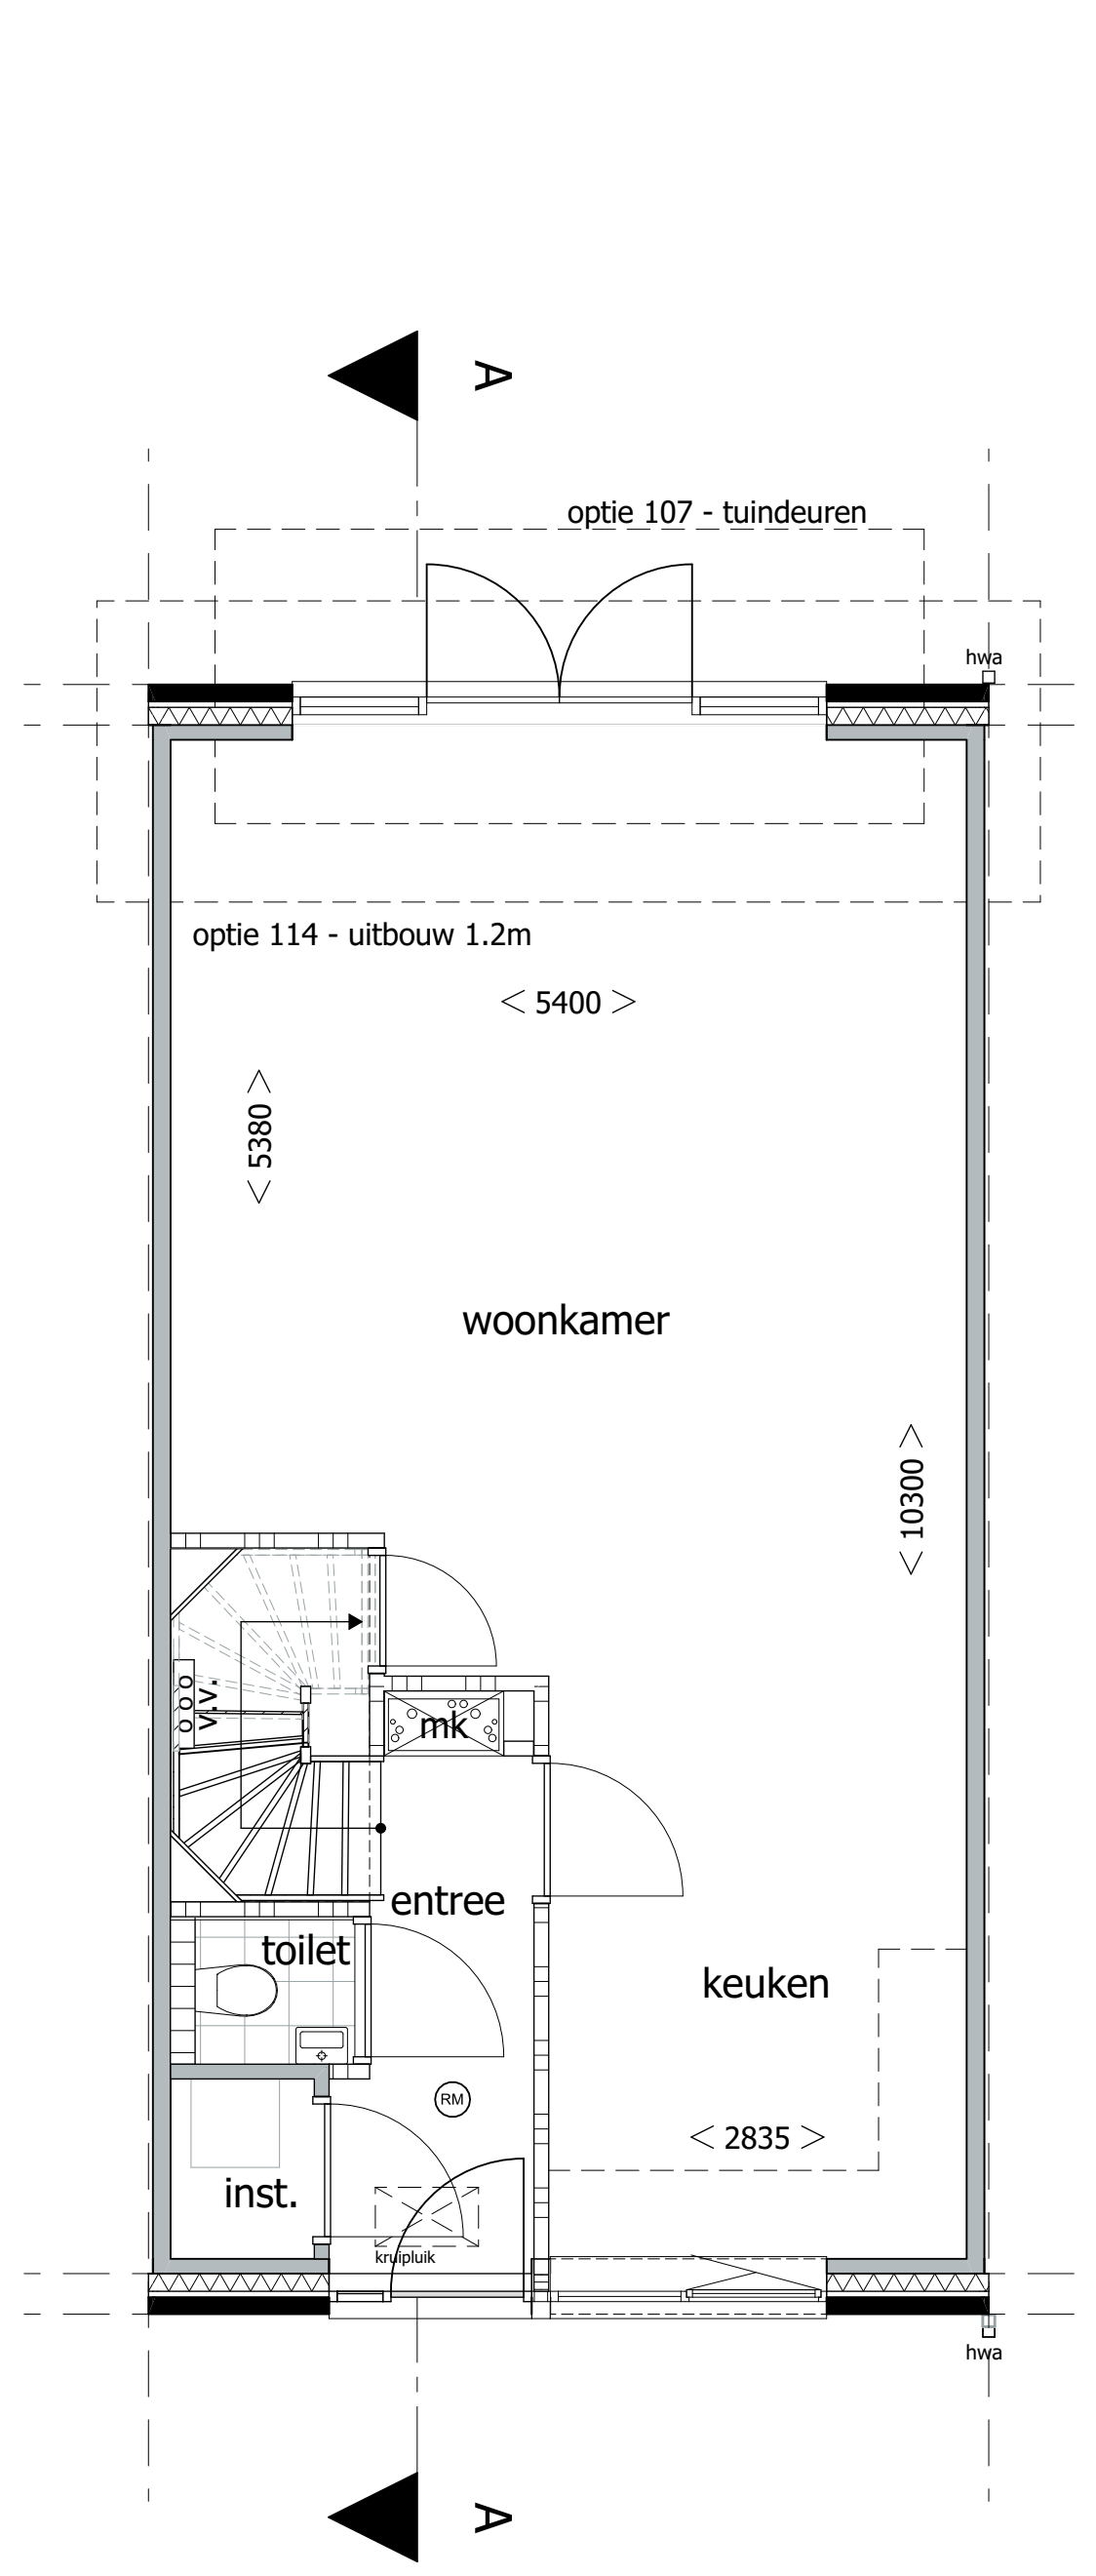 A
optie 107 - tuindeuren
hwa
optie 114 - uitbouw 1.2m
< 5400 >
< 5380 >
woonkamer
< 10300 >
v.v.
mk
entree
toilet
keuken
RM
< 2835 >
inst.
kruipluik
hwa
A